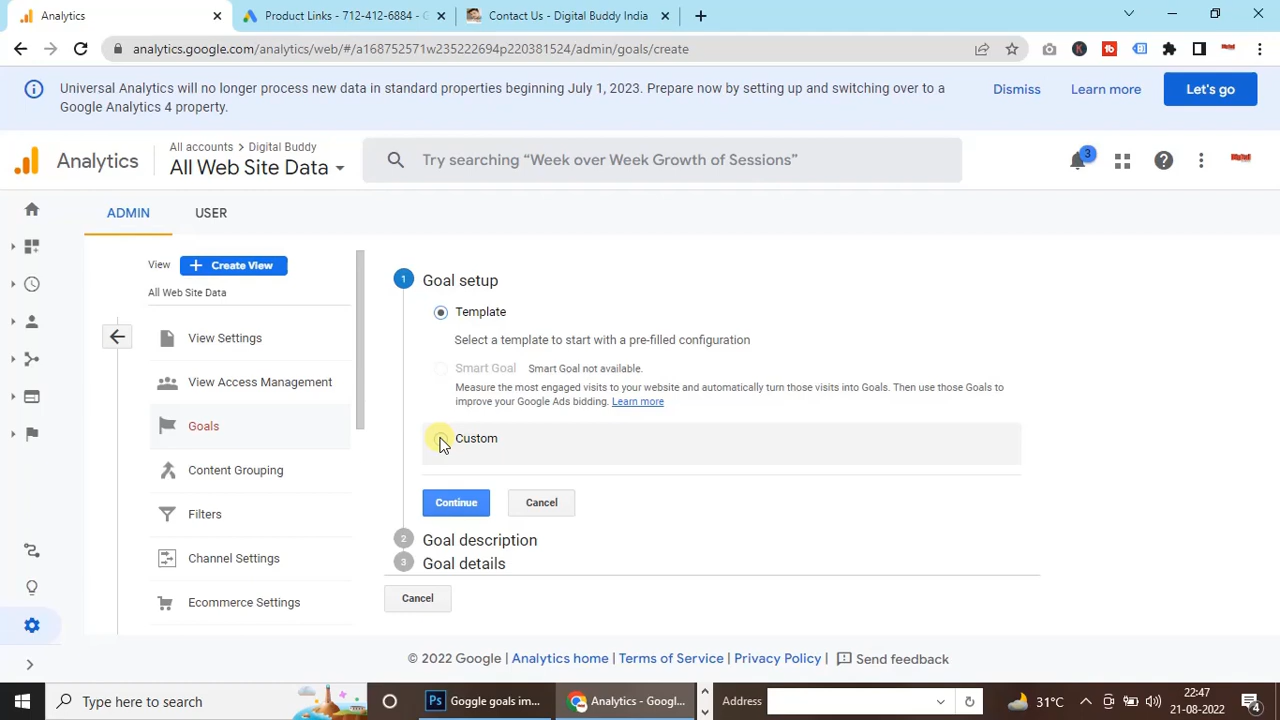 Analytics
Product Links - 712-412-6884 - G
Contact Us - Digital Buddy India
analytics.google.com/analytics/web/#/a168752571w235222694p220381524/admin/goals/create
Universal Analytics will no longer process new data in standard properties beginning July 1, 2023. Prepare now by setting up and switching over to a
Google Analytics 4 property.
Dismiss
Learn more
Let's go
Analytics
All accounts > Digital Buddy
All Web Site Data
Try searching “Week over Week Growth of Sessions”
3
ADMIN
USER
View
+ Create View
All Web Site Data
View Settings
View Access Management
Goals
Content Grouping
Filters
Channel Settings
Ecommerce Settings
1
Goal setup
Template
Select a template to start with a pre-filled configuration
Smart Goal Smart Goal not available.
Measure the most engaged visits to your website and automatically turn those visits into Goals. Then use those Goals to
improve your Google Ads bidding. Learn more
Custom
Continue
Cancel
2
Goal description
3
Goal details
Cancel
© 2022 Google | Analytics home | Terms of Service | Privacy Policy | Send feedback
Type here to search
Ps
Goggle goals im...
Analytics - Googl...
Address
31°C
22:47
21-08-2022
4